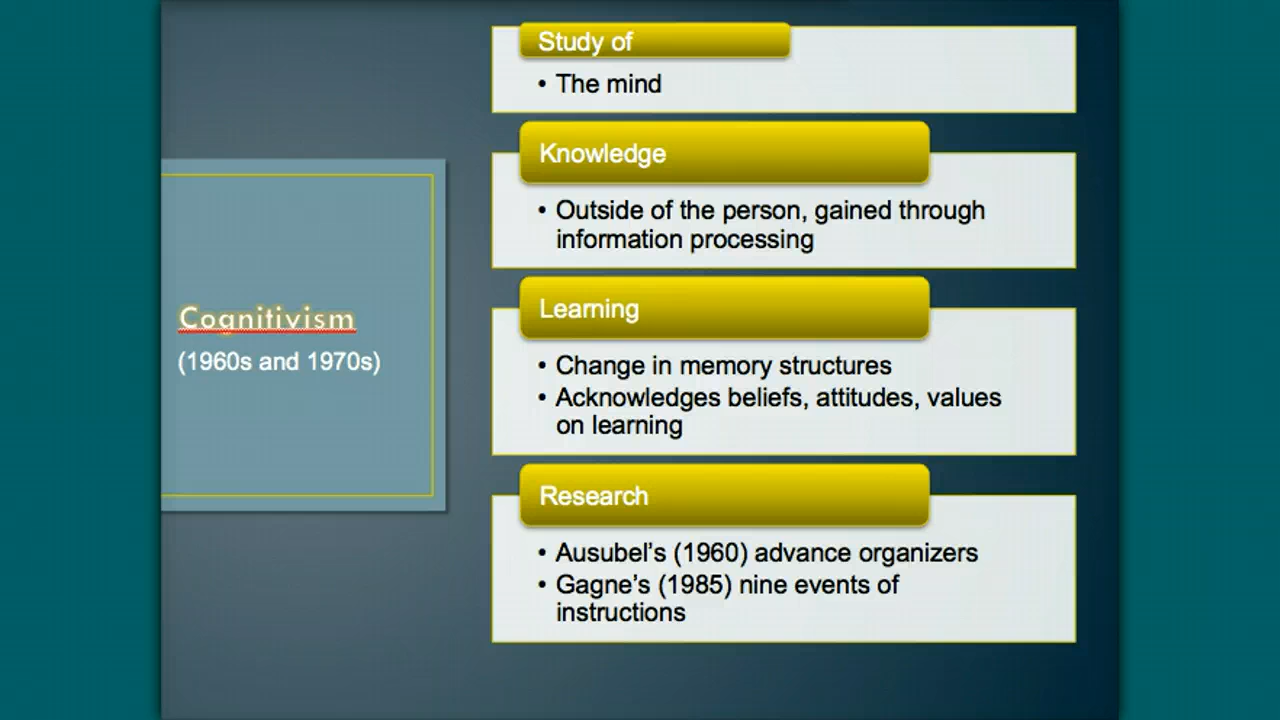 Cognitivism
(1960s and 1970s)
Study of
• The mind
Knowledge
• Outside of the person, gained through
information processing
Learning
• Change in memory structures
• Acknowledges beliefs, attitudes, values
on learning
Research
• Ausubel’s (1960) advance organizers
• Gagne’s (1985) nine events of
instructions